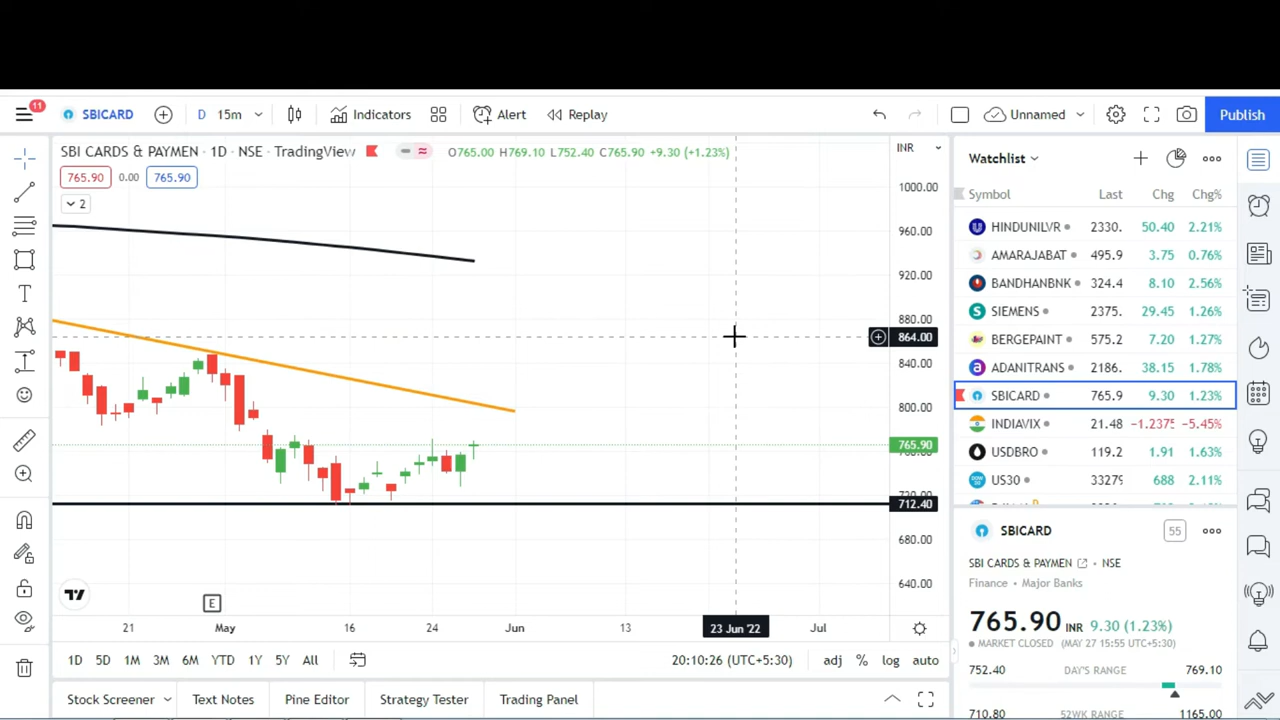 11
SBICARD D 15m Indicators Alert Replay Unnamed Publish
SBI CARDS & PAYMEN · 1D · NSE · TradingView O765.00 H769.10 L752.40 C765.90 +9.30 (+1.23%)
INR
765.90 0.00 765.90
2
1000.00
960.00
920.00
880.00
864.00
840.00
800.00
765.90
712.40
680.00
640.00
E
21 May 16 24 Jun 13 23 Jun '22 Jul
1D 5D 1M 3M 6M YTD 1Y 5Y All 20:10:26 (UTC+5:30) adj % log auto
Stock Screener Text Notes Pine Editor Strategy Tester Trading Panel
Watchlist
Symbol Last Chg Chg%
HINDUNILVR 2330. 50.40 2.21%
AMARAJABAT 495.9 3.75 0.76%
BANDHANBNK 324.4 8.10 2.56%
SIEMENS 2375. 29.45 1.26%
BERGEPAINT 575.2 7.20 1.27%
ADANITRANS 2186. 38.15 1.78%
SBICARD 765.9 9.30 1.23%
INDIAVIX 21.48 −1.2375 −5.45%
USDBRO 119.2 1.91 1.63%
US30 33279 688 2.11%
SBICARD 55
SBI CARDS & PAYMEN · NSE
Finance · Major Banks
765.90 INR 9.30 (1.23%)
MARKET CLOSED (MAY 27 15:55 UTC+5:30)
752.40 DAY'S RANGE 769.10
710.80 52WK RANGE 1165.00